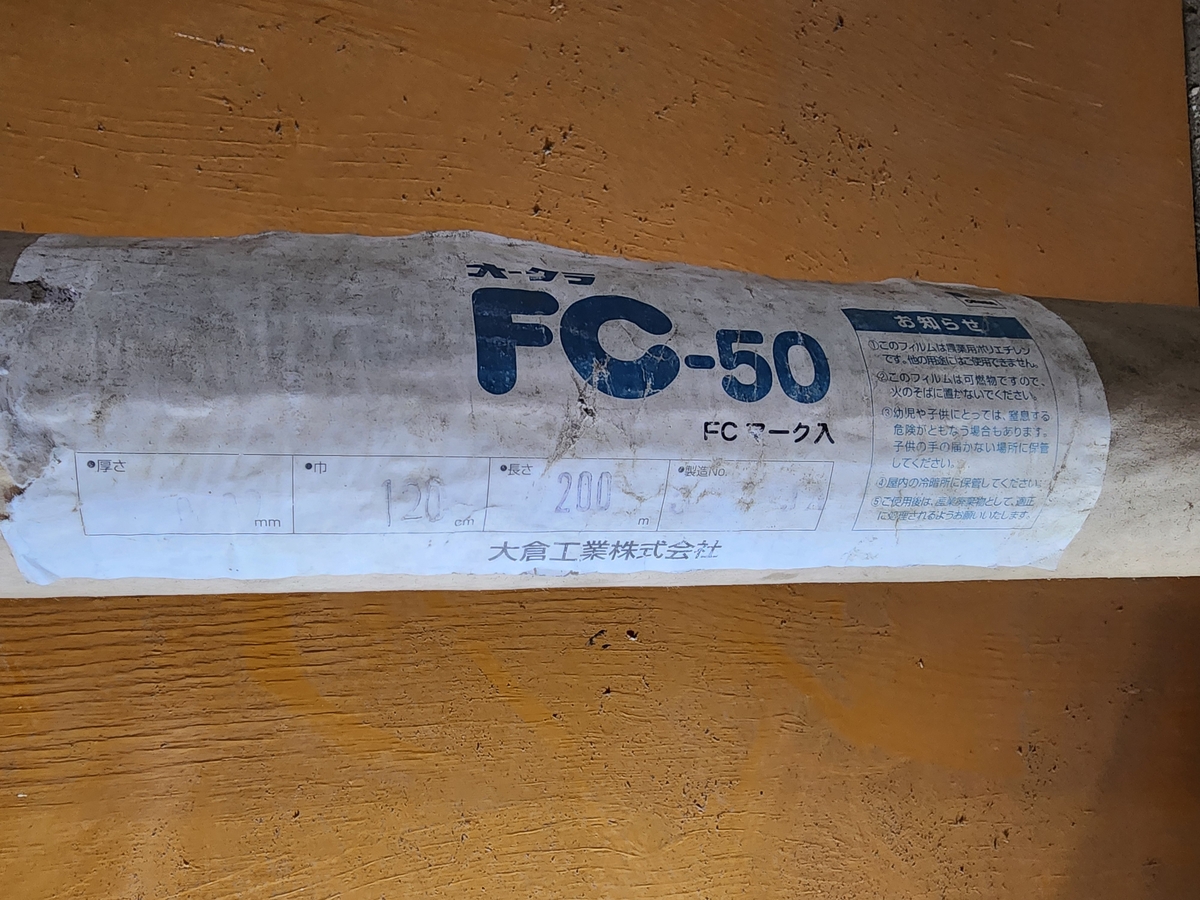 オークラ
FC-50
FCマーク入
●厚さ
mm
●巾
120
cm
●長さ
200
m
●製造No.
大倉工業株式会社
お知らせ
①このフィルムは農業用ポリエチレン
です。他の用途にはご使用できません。
②このフィルムは可燃物ですので、
火のそばに置かないでください。
③幼児や子供にとっては、窒息する
危険がともなう場合もあります。
子供の手の届かない場所に保管
してください。
④屋内の冷暗所に保管してください。
⑤ご使用後は、産業廃棄物として、適正
に処理されるようお願いいたします。